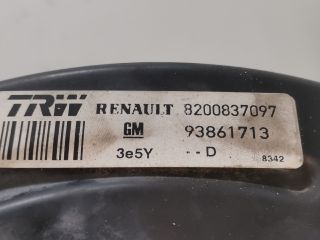 TRW RENAULT 8200837097
GM 93861713
3e5Y -- D 8342